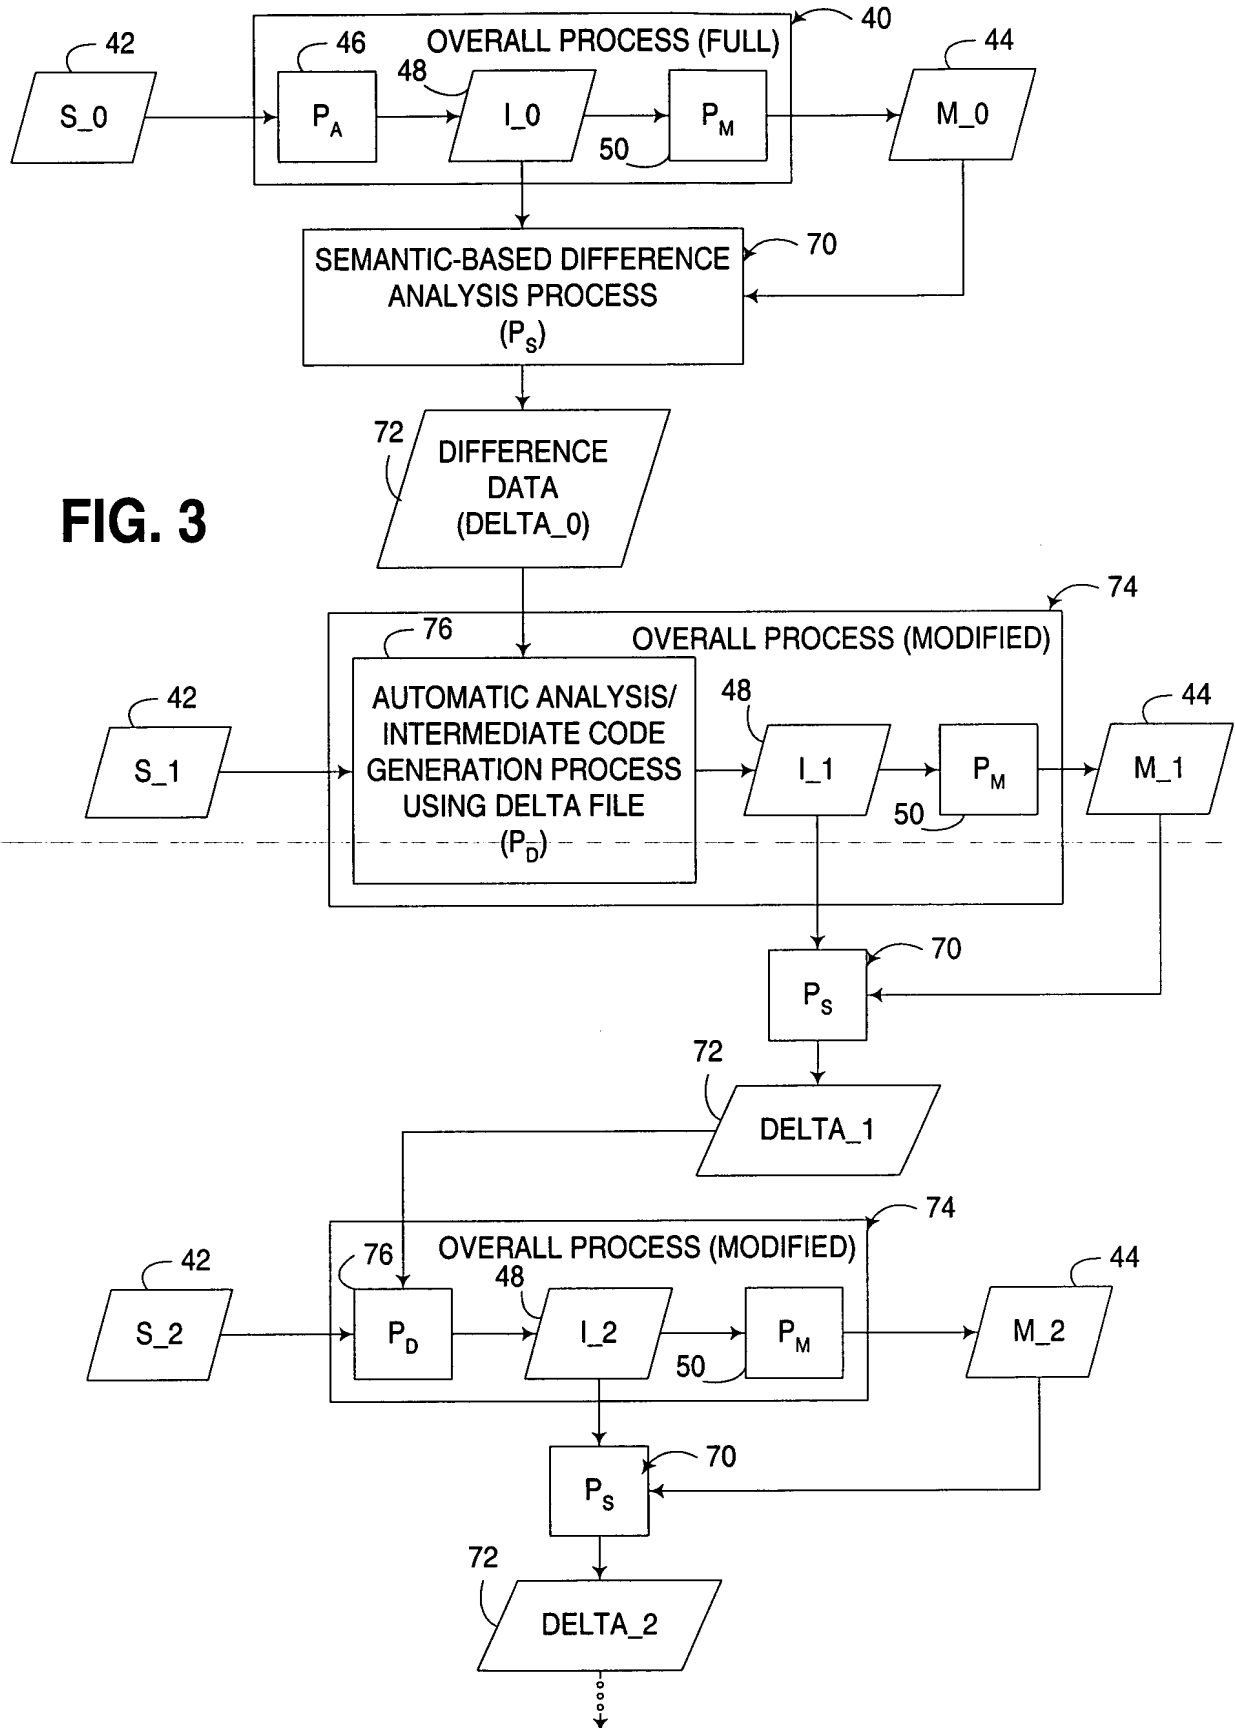 40
OVERALL PROCESS (FULL)
42
46
48
44
S_0
P_A
I_0
P_M
M_0
50
70
SEMANTIC-BASED DIFFERENCE
ANALYSIS PROCESS
(P_S)
72
DIFFERENCE
DATA
(DELTA_0)
FIG. 3
74
76
OVERALL PROCESS (MODIFIED)
42
48
44
AUTOMATIC ANALYSIS/
INTERMEDIATE CODE
GENERATION PROCESS
USING DELTA FILE
(P_D)
S_1
I_1
P_M
M_1
50
70
P_S
72
DELTA_1
74
OVERALL PROCESS (MODIFIED)
42
76
48
44
S_2
P_D
I_2
P_M
M_2
50
70
P_S
72
DELTA_2